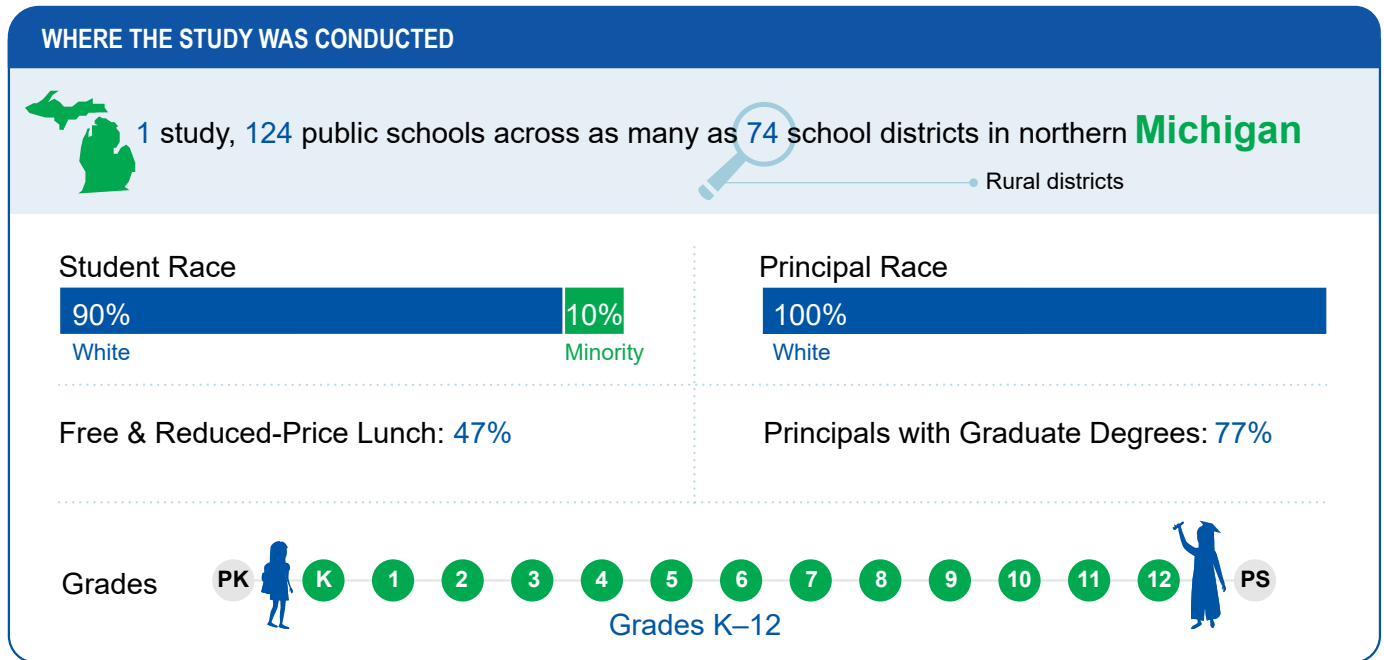 WHERE THE STUDY WAS CONDUCTED
1 study, 124 public schools across as many as 74 school districts in northern Michigan
Rural districts
Student Race
90% 10%
White Minority
Principal Race
100%
White
Free & Reduced-Price Lunch: 47%
Principals with Graduate Degrees: 77%
Grades PK K 1 2 3 4 5 6 7 8 9 10 11 12 PS
Grades K–12